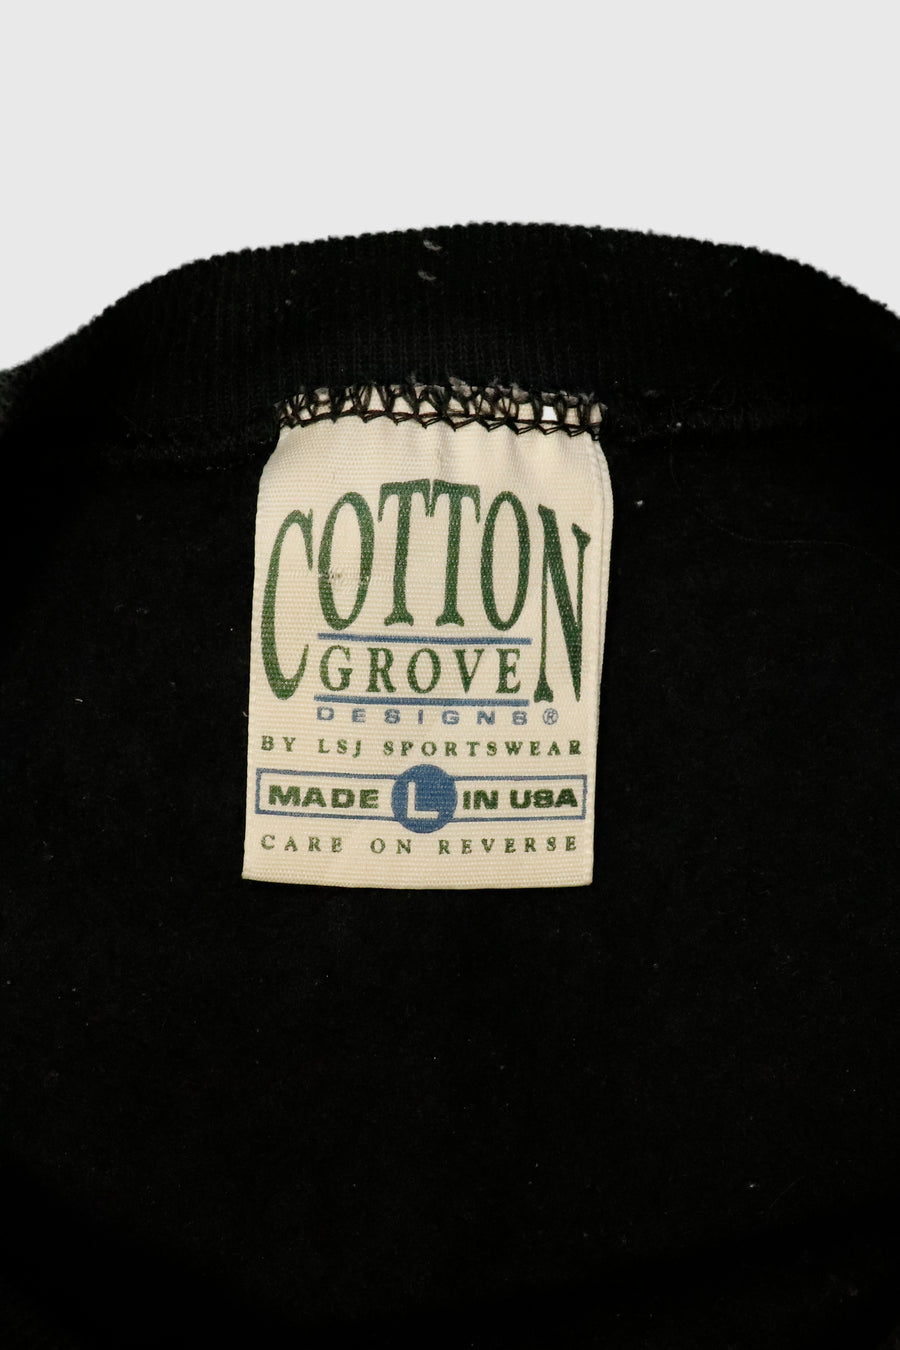 COTTON
GROVE
DESIGNS®
BY LSJ SPORTSWEAR
MADE L IN USA
CARE ON REVERSE